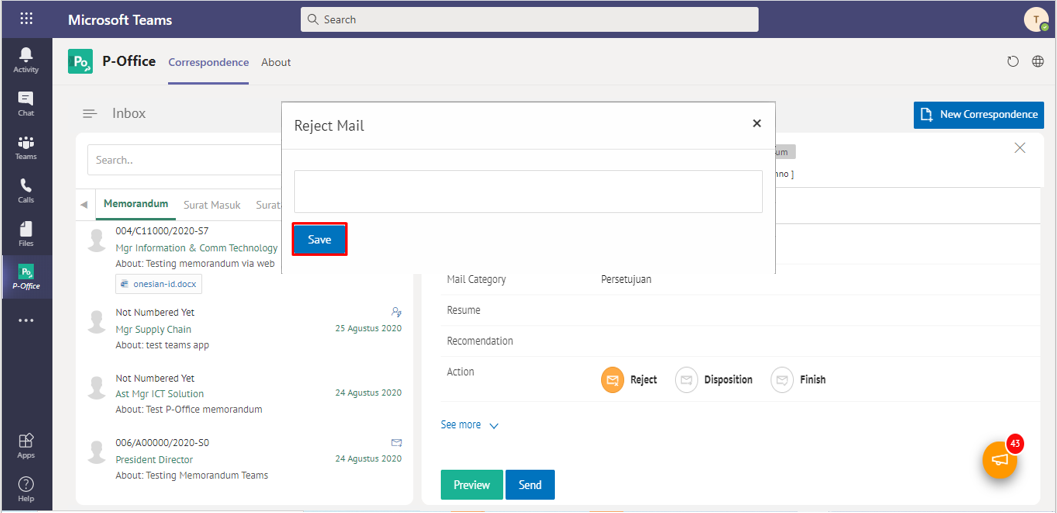 Microsoft Teams
Search
T
Activity
Chat
Teams
Calls
Files
P-Office
Apps
Help
Po
P-Office
Correspondence
About
Inbox
New Correspondence
Reject Mail
Save
Search..
Memorandum
Surat Masuk
Surat
004/C11000/2020-S7
Mgr Information & Comm Technology
About: Testing memorandum via web
onesian-id.docx
Not Numbered Yet
Mgr Supply Chain
25 Agustus 2020
About: test teams app
Not Numbered Yet
Ast Mgr ICT Solution
24 Agustus 2020
About: Test P-Office memorandum
006/A00000/2020-S0
President Director
24 Agustus 2020
About: Testing Memorandum Teams
um
no ]
Mail Category
Persetujuan
Resume
Recomendation
Action
Reject
Disposition
Finish
See more
Preview
Send
43